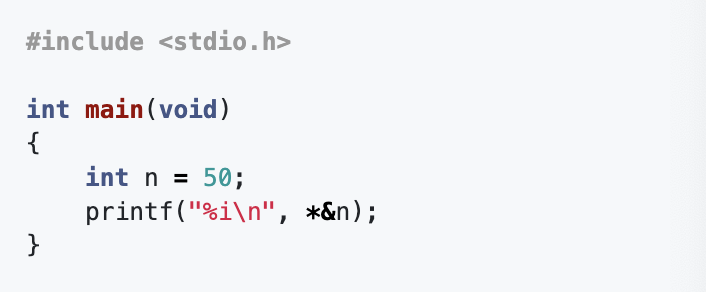 #include <stdio.h>

int main(void)
{
    int n = 50;
    printf("%i\n", *&n);
}